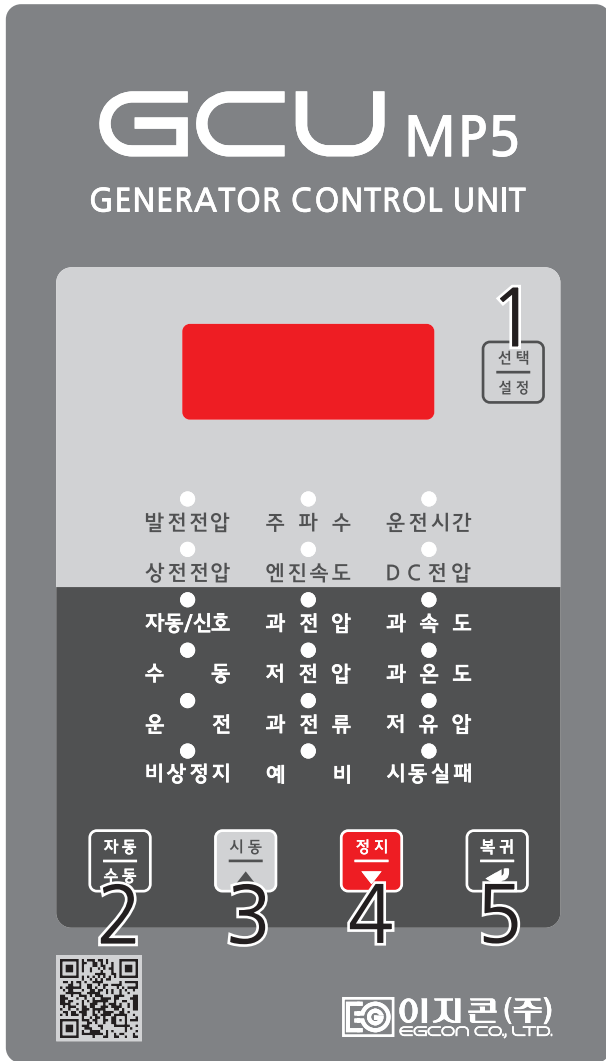 GCU MP5
GENERATOR CONTROL UNIT
1
선택
설정
발전전압 주파수 운전시간
상전전압 엔진속도 DC전압
자동/신호 과전압 과속도
수동 저전압 과온도
운전 과전류 저유압
비상정지 예비 시동실패
자동 시동 정지 복귀
수동
2 3 4 5
EG 이지콘(주)
EGCON CO., LTD.